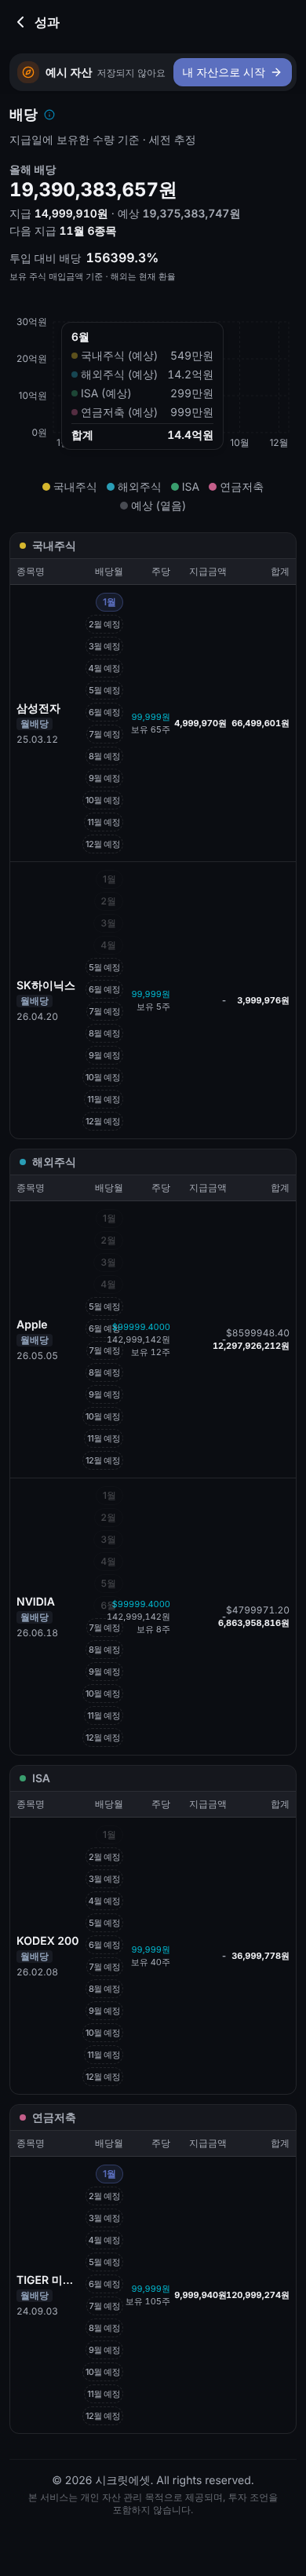 성과
예시 자산 저장되지 않아요 내 자산으로 시작 →
배당
지급일에 보유한 수량 기준 · 세전 추정
올해 배당
19,390,383,657원
지급 14,999,910원 · 예상 19,375,383,747원
다음 지급 11월 6종목
투입 대비 배당 156399.3%
보유 주식 매입금액 기준 · 해외는 현재 환율
30억원
20억원
10억원
0원
6월
국내주식 (예상) 549만원
해외주식 (예상) 14.2억원
ISA (예상) 299만원
연금저축 (예상) 999만원
합계 14.4억원
10월 12월
국내주식 해외주식 ISA 연금저축
예상 (옅음)
국내주식
종목명 배당월 주당 지급금액 합계
1월
2월 예정
3월 예정
4월 예정
5월 예정
6월 예정
7월 예정
8월 예정
9월 예정
10월 예정
11월 예정
12월 예정
삼성전자
월배당
25.03.12
99,999원
보유 65주
4,999,970원 66,499,601원
1월
2월
3월
4월
5월 예정
6월 예정
7월 예정
8월 예정
9월 예정
10월 예정
11월 예정
12월 예정
SK하이닉스
월배당
26.04.20
99,999원
보유 5주
- 3,999,976원
해외주식
종목명 배당월 주당 지급금액 합계
1월
2월
3월
4월
5월 예정
6월 예정
7월 예정
8월 예정
9월 예정
10월 예정
11월 예정
12월 예정
Apple
월배당
26.05.05
$99999.4000
142,999,142원
보유 12주
-
$8599948.40
12,297,926,212원
1월
2월
3월
4월
5월
6월
7월 예정
8월 예정
9월 예정
10월 예정
11월 예정
12월 예정
NVIDIA
월배당
26.06.18
$99999.4000
142,999,142원
보유 8주
-
$4799971.20
6,863,958,816원
ISA
종목명 배당월 주당 지급금액 합계
1월
2월 예정
3월 예정
4월 예정
5월 예정
6월 예정
7월 예정
8월 예정
9월 예정
10월 예정
11월 예정
12월 예정
KODEX 200
월배당
26.02.08
99,999원
보유 40주
- 36,999,778원
연금저축
종목명 배당월 주당 지급금액 합계
1월
2월 예정
3월 예정
4월 예정
5월 예정
6월 예정
7월 예정
8월 예정
9월 예정
10월 예정
11월 예정
12월 예정
TIGER 미...
월배당
24.09.03
99,999원
보유 105주
9,999,940원 120,999,274원
© 2026 시크릿에셋. All rights reserved.
본 서비스는 개인 자산 관리 목적으로 제공되며, 투자 조언을
포함하지 않습니다.